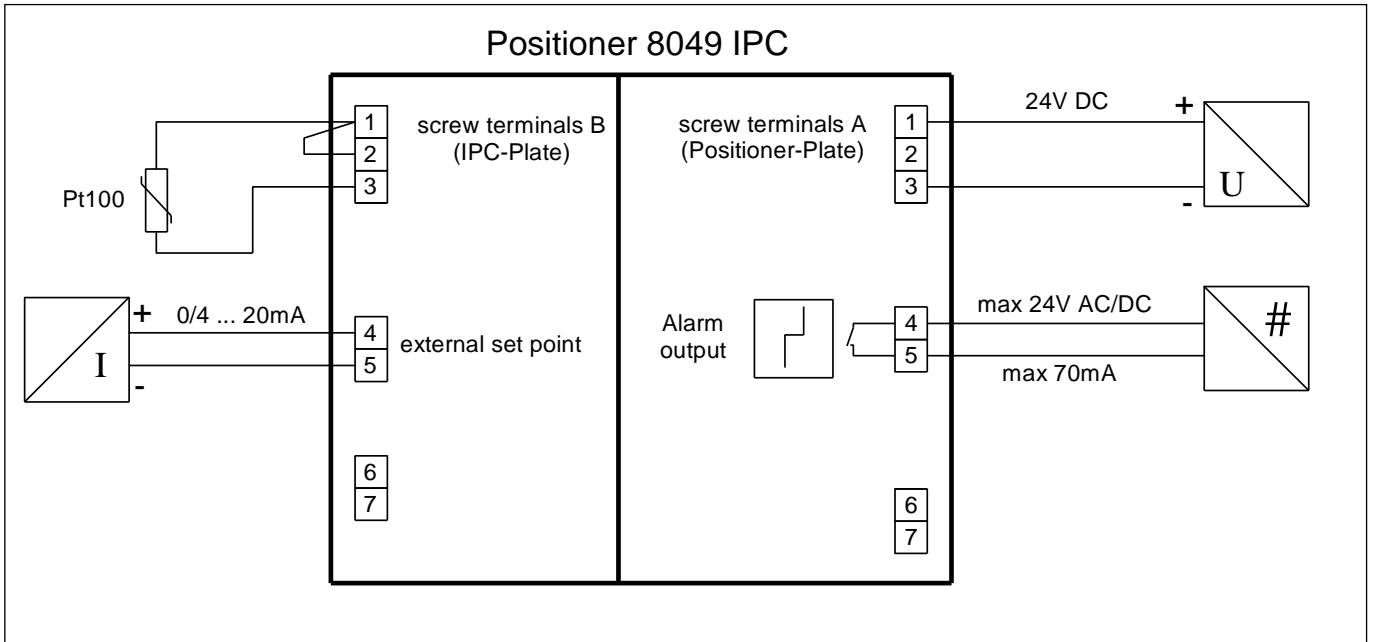 Positioner 8049 IPC
1
2
3
screw terminals B
(IPC-Plate)
Pt100
+
0/4 ... 20mA
I
-
4
5
external set point
6
7
screw terminals A
(Positioner-Plate)
1
2
3
24V DC
+
U
-
Alarm
output
4
5
max 24V AC/DC
max 70mA
#
6
7